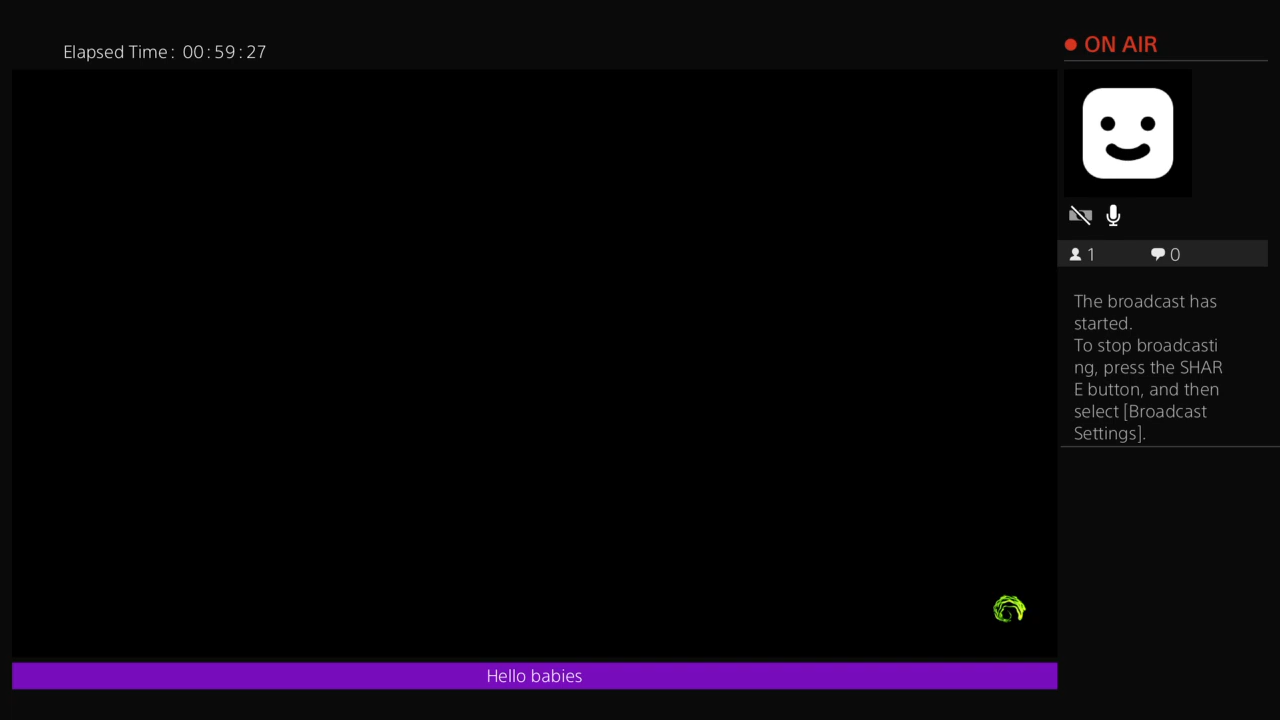 Elapsed Time: 00:59:27
ON AIR
1 0
The broadcast has
started.
To stop broadcasti
ng, press the SHAR
E button, and then
select [Broadcast
Settings].
Hello babies